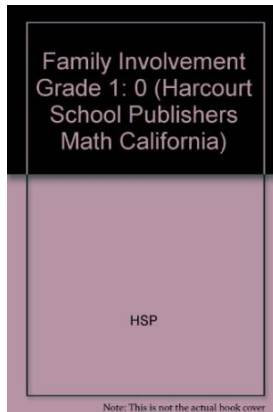 Family Involvement
Grade 1: 0 (Harcourt
School Publishers
Math California)
HSP
Note: This is not the actual book cover